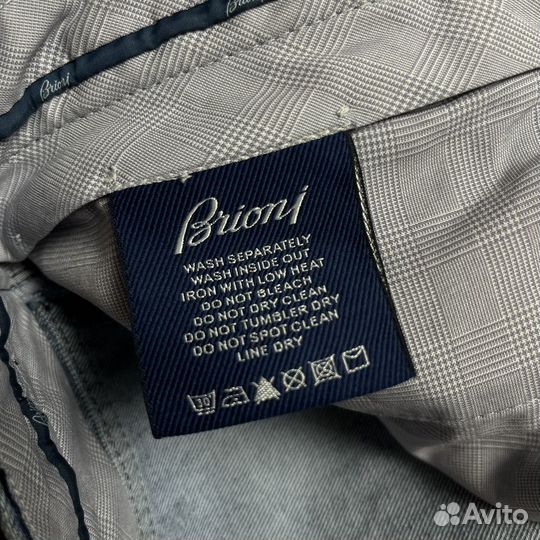 Brioni
Brioni
WASH SEPARATELY
WASH INSIDE OUT
IRON WITH LOW HEAT
DO NOT BLEACH
DO NOT DRY CLEAN
DO NOT TUMBLER DRY
DO NOT SPOT CLEAN
LINE DRY
30
Avito